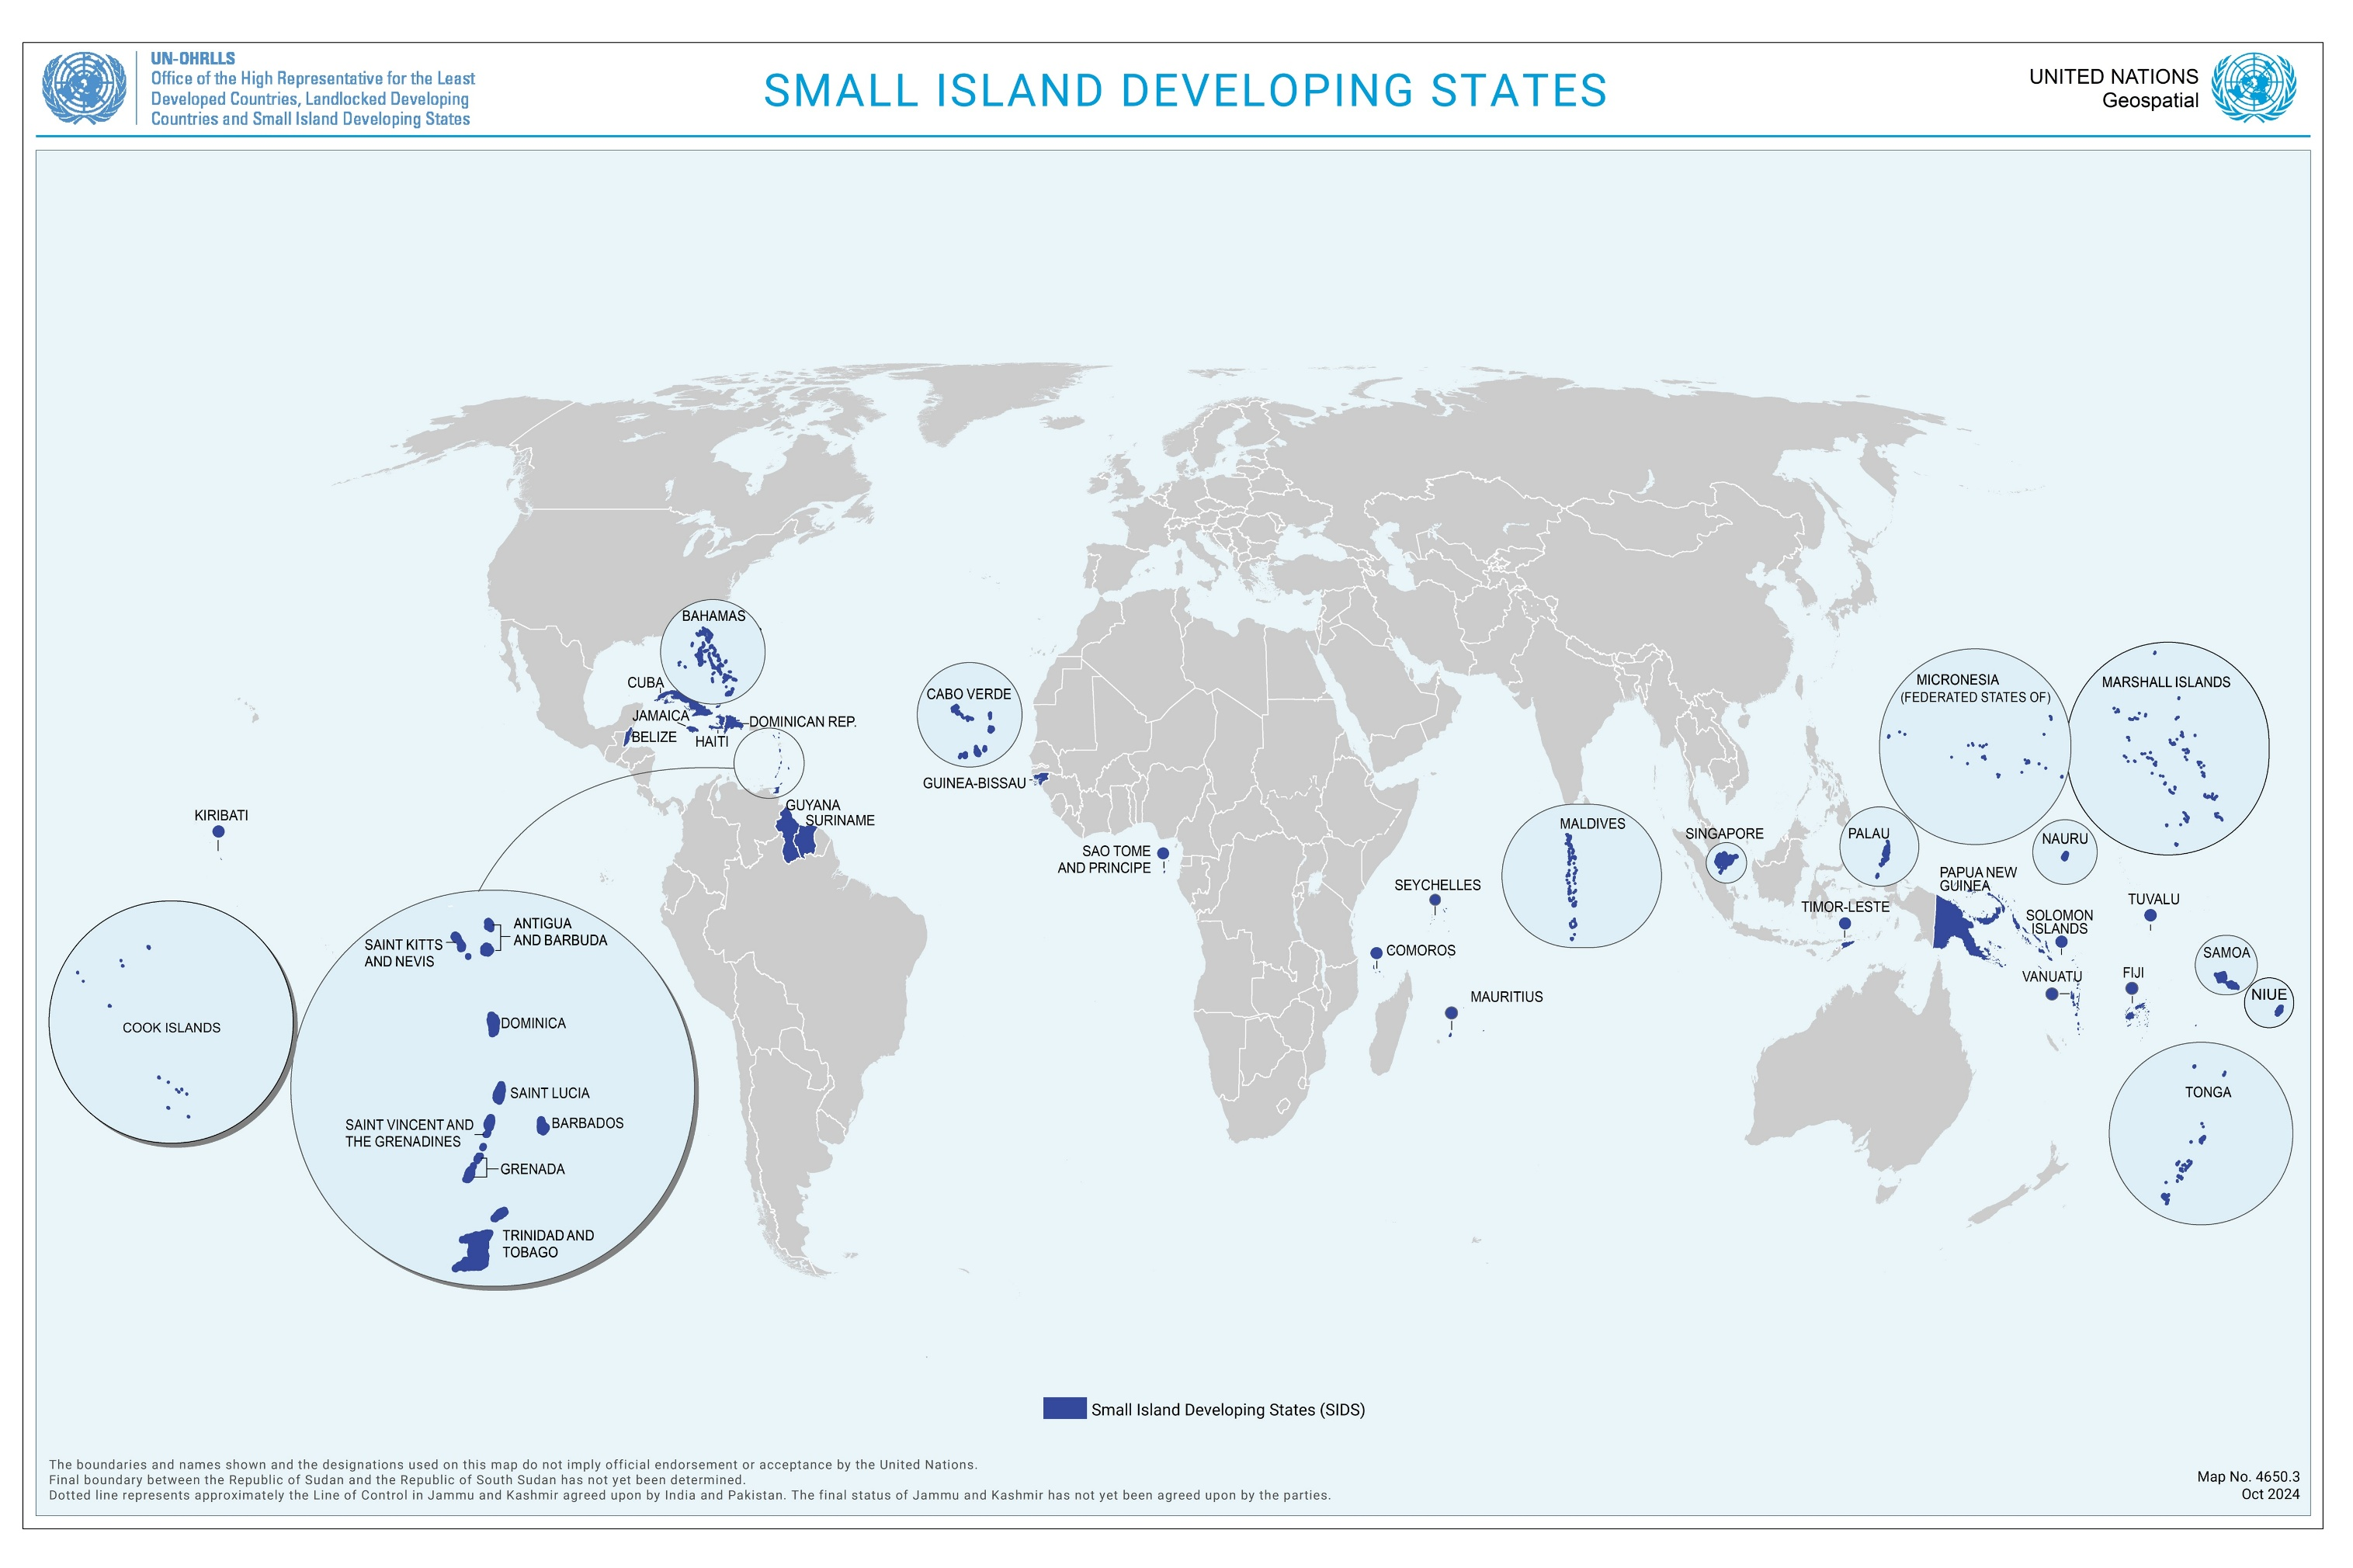 UN-OHRLLS
Office of the High Representative for the Least
Developed Countries, Landlocked Developing
Countries and Small Island Developing States
SMALL ISLAND DEVELOPING STATES
UNITED NATIONS
Geospatial
BAHAMAS
CUBA
JAMAICA
DOMINICAN REP.
BELIZE
HAITI
CABO VERDE
GUINEA-BISSAU
MICRONESIA
(FEDERATED STATES OF)
MARSHALL ISLANDS
KIRIBATI
GUYANA
SURINAME
SAO TOME
AND PRINCIPE
MALDIVES
SINGAPORE
PALAU
NAURU
SEYCHELLES
PAPUA NEW
GUINEA
TIMOR-LESTE
SOLOMON
ISLANDS
TUVALU
COMOROS
MAURITIUS
VANUATU
FIJI
SAMOA
NIUE
TONGA
COOK ISLANDS
ANTIGUA
AND BARBUDA
SAINT KITTS
AND NEVIS
DOMINICA
SAINT LUCIA
SAINT VINCENT AND
THE GRENADINES
BARBADOS
GRENADA
TRINIDAD AND
TOBAGO
Small Island Developing States (SIDS)
The boundaries and names shown and the designations used on this map do not imply official endorsement or acceptance by the United Nations.
Final boundary between the Republic of Sudan and the Republic of South Sudan has not yet been determined.
Dotted line represents approximately the Line of Control in Jammu and Kashmir agreed upon by India and Pakistan. The final status of Jammu and Kashmir has not yet been agreed upon by the parties.
Map No. 4650.3
Oct 2024